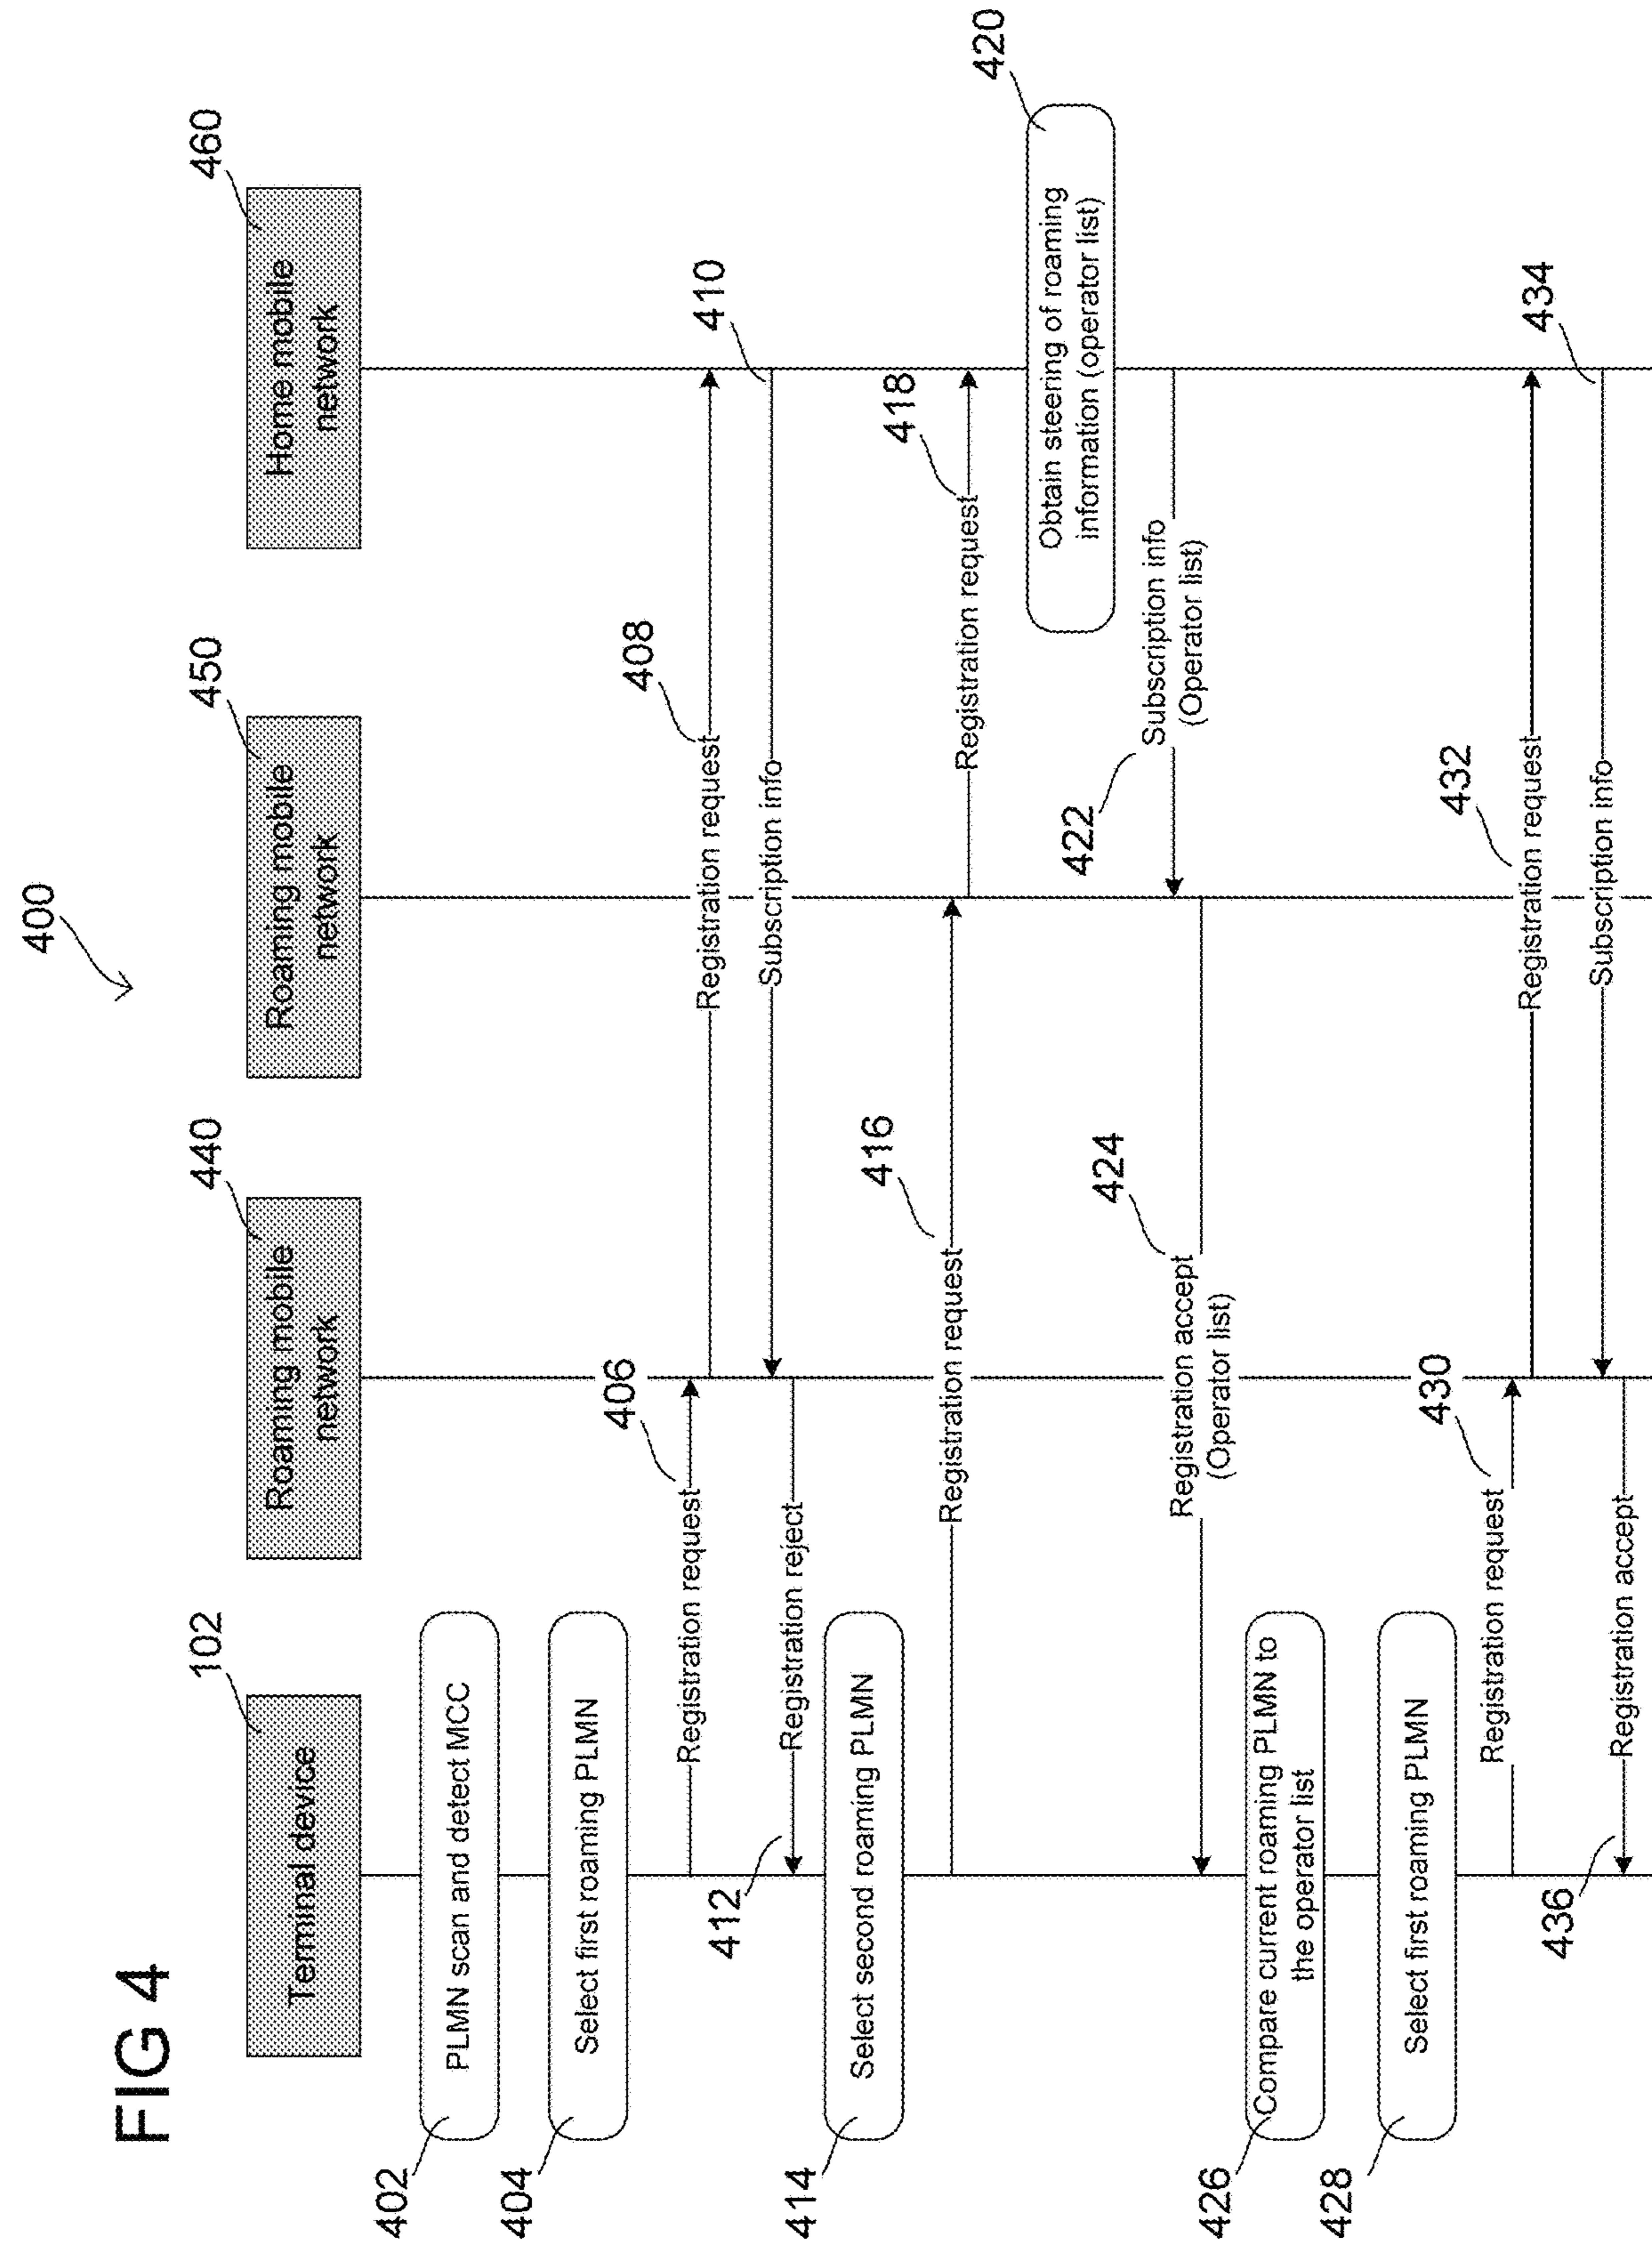 FIG 4
400
102
440
450
460
Terminal device
Roaming mobile
network
Roaming mobile
network
Home mobile
network
402
PLMN scan and detect MCC
404
Select first roaming PLMN
406
Registration request
408
Registration request
410
Subscription info
412
Registration reject
414
Select second roaming PLMN
416
Registration request
418
Registration request
420
Obtain steering of roaming
information (operator list)
422
Subscription info
(Operator list)
424
Registration accept
(Operator list)
426
Compare current roaming PLMN to
the operator list
428
Select first roaming PLMN
430
Registration request
432
Registration request
434
Subscription info
436
Registration accept